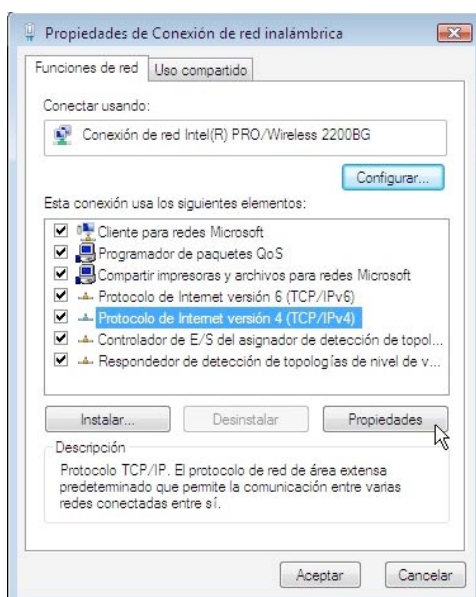 Propiedades de Conexión de red inalámbrica
Funciones de red
Uso compartido
Conectar usando:
Conexión de red Intel(R) PRO/Wireless 2200BG
Configurar...
Esta conexión usa los siguientes elementos:
Cliente para redes Microsoft
Programador de paquetes QoS
Compartir impresoras y archivos para redes Microsoft
Protocolo de Internet versión 6 (TCP/IPv6)
Protocolo de Internet versión 4 (TCP/IPv4)
Controlador de E/S del asignador de detección de topol...
Respondedor de detección de topologías de nivel de v...
Instalar...
Desinstalar
Propiedades
Descripción
Protocolo TCP/IP. El protocolo de red de área extensa
predeterminado que permite la comunicación entre varias
redes conectadas entre sí.
Aceptar
Cancelar